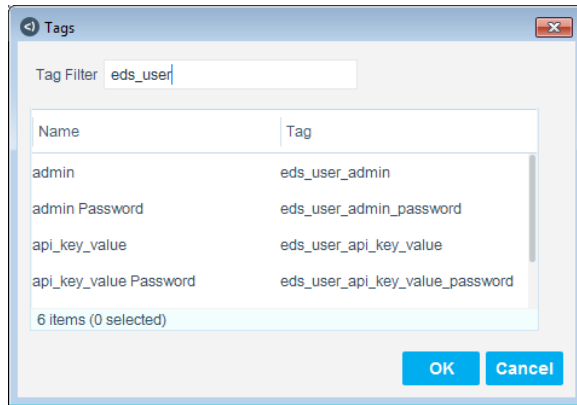 Tags
Tag Filter eds_user
Name Tag
admin eds_user_admin
admin Password eds_user_admin_password
api_key_value eds_user_api_key_value
api_key_value Password eds_user_api_key_value_password
6 items (0 selected)
OK Cancel